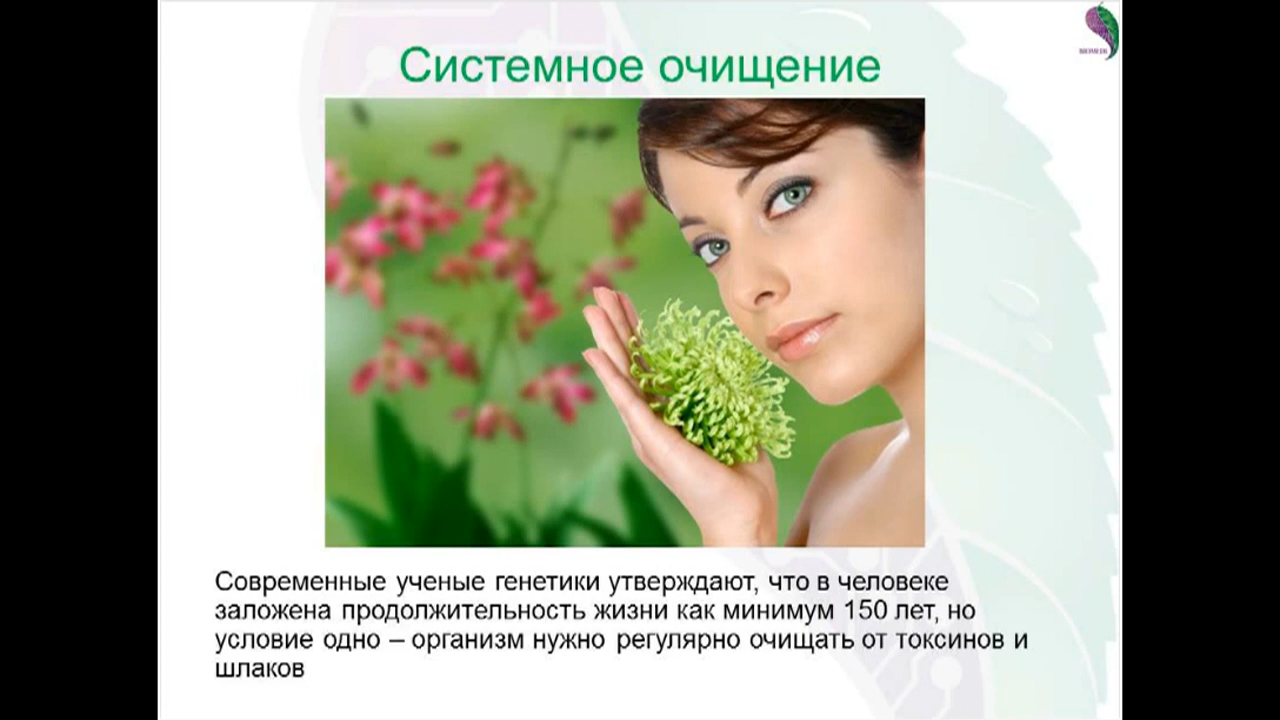 Системное очищение
Современные ученые генетики утверждают, что в человеке
заложена продолжительность жизни как минимум 150 лет, но
условие одно – организм нужно регулярно очищать от токсинов и
шлаков